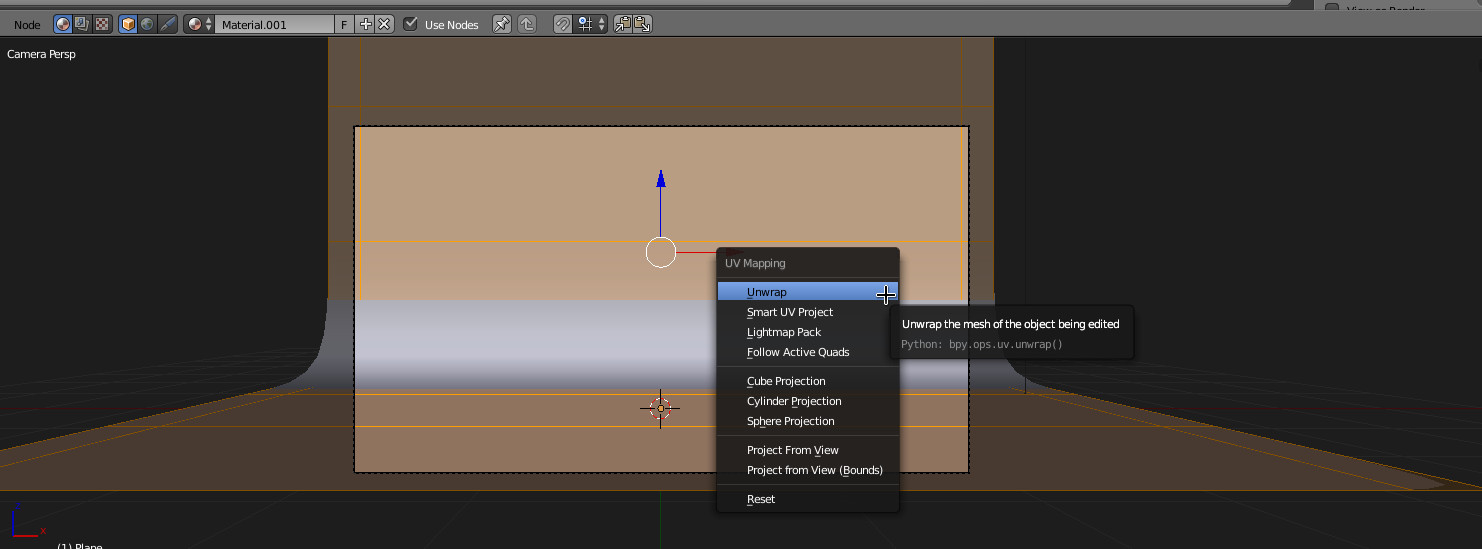 View as Render
Node
Material.001
F
Use Nodes
Camera Persp
UV Mapping
Unwrap
Smart UV Project
Lightmap Pack
Follow Active Quads
Cube Projection
Cylinder Projection
Sphere Projection
Project From View
Project from View (Bounds)
Reset
Unwrap the mesh of the object being edited
Python: bpy.ops.uv.unwrap()
x
(1) Plane